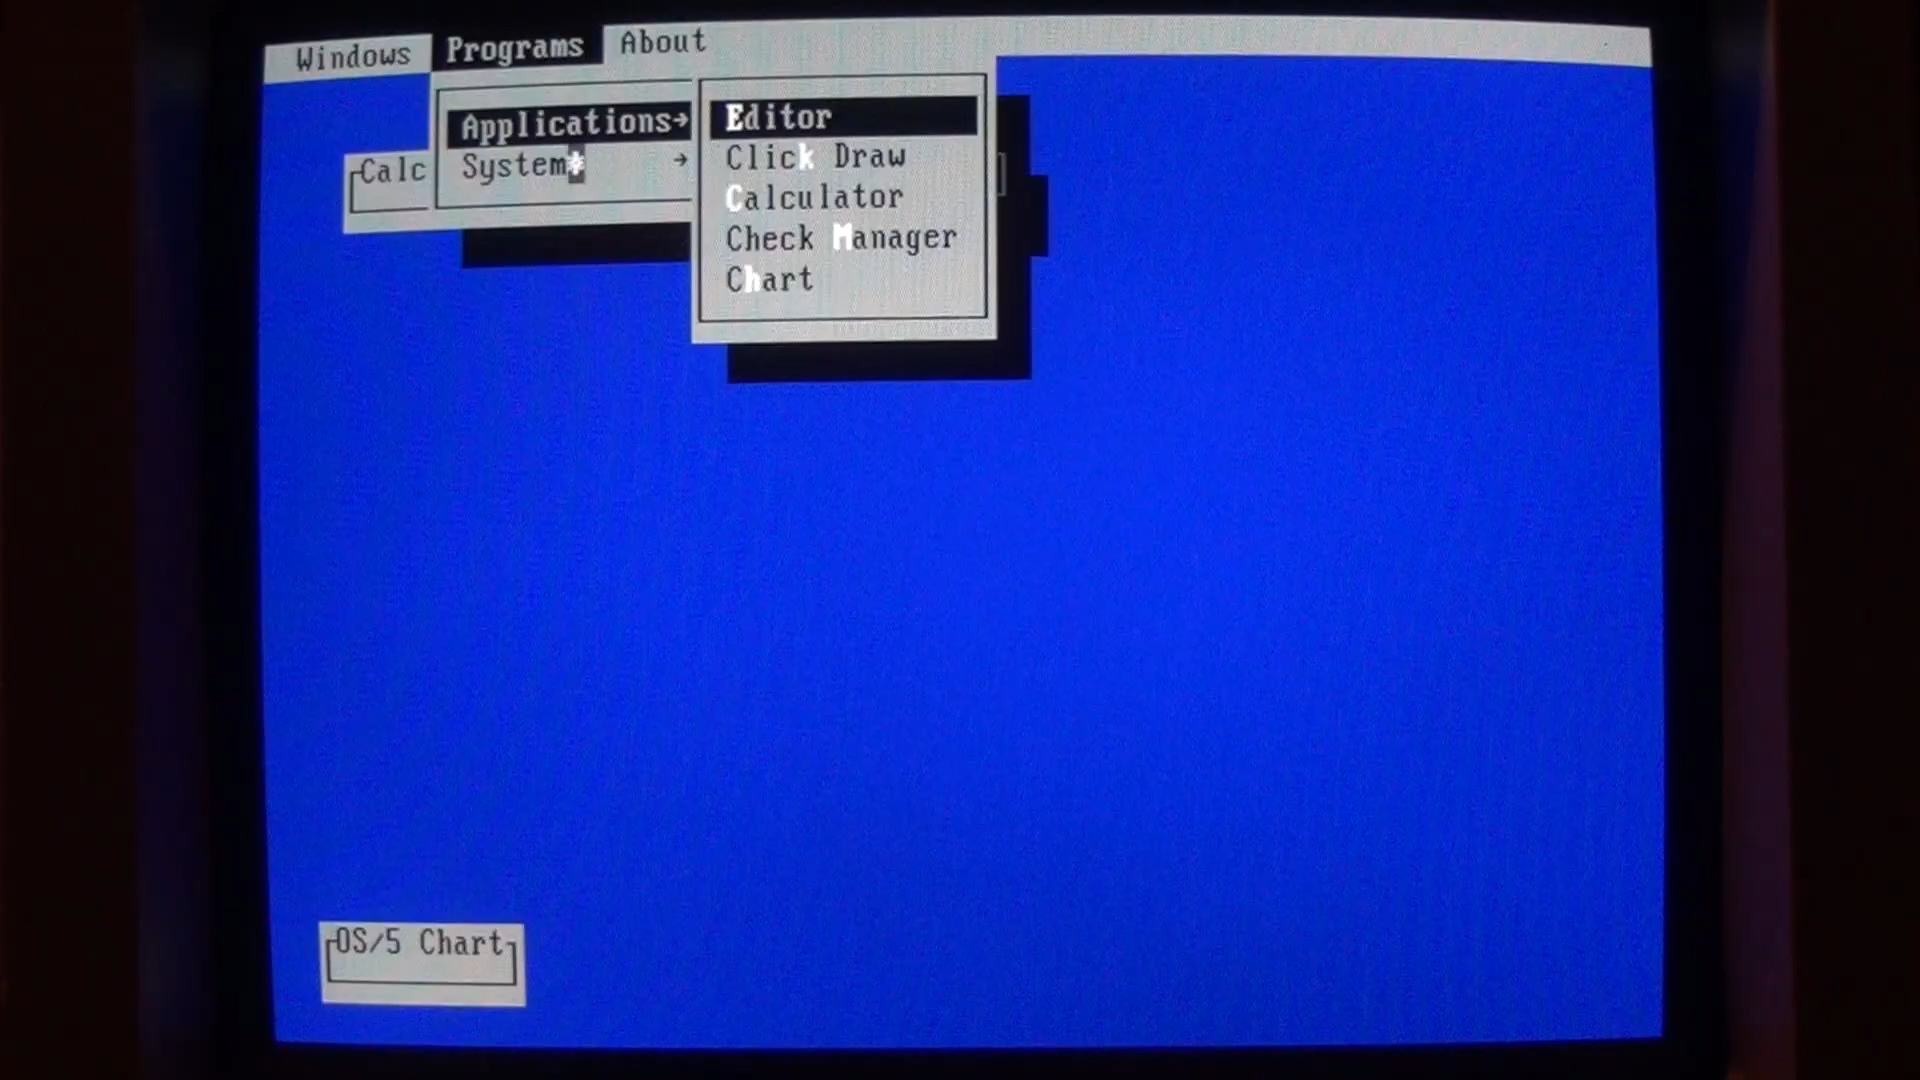 Windows Programs About
Applications→
System →
Editor
Click Draw
Calculator
Check Manager
Chart
Calc
OS/5 Chart